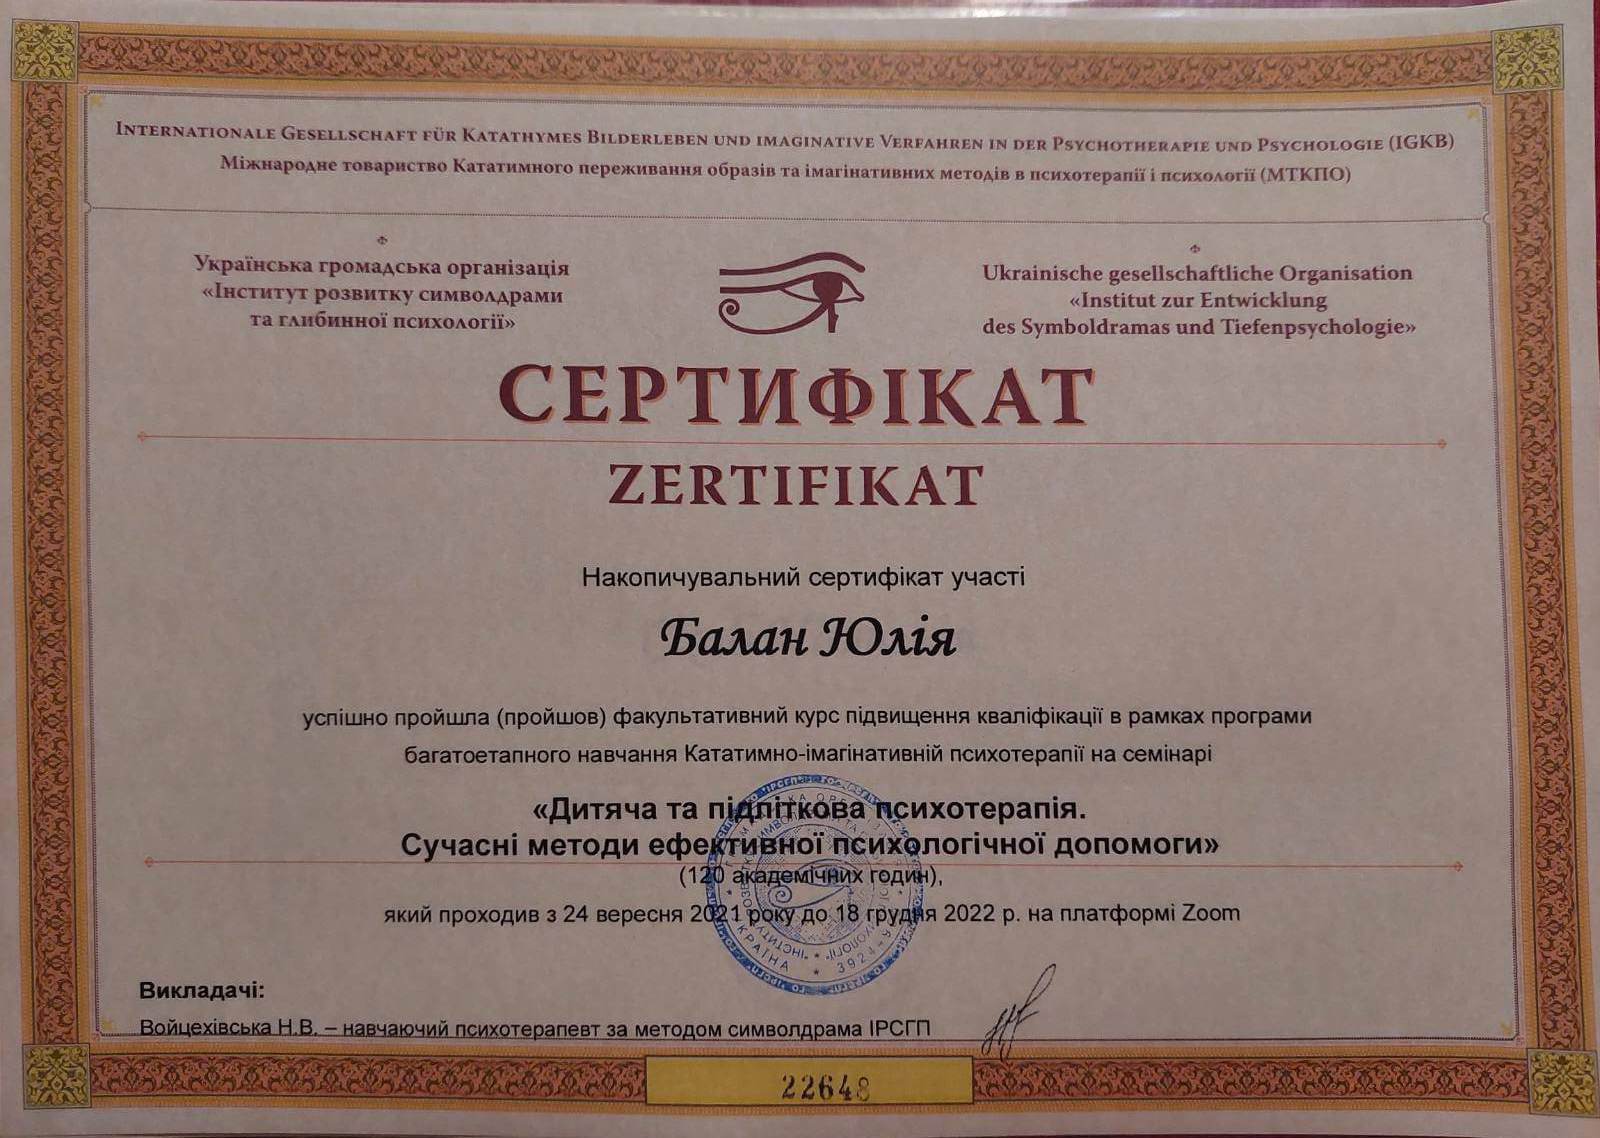 INTERNATIONALE GESELLSCHAFT FÜR KATATHYMES BILDERLEBEN UND IMAGINATIVE VERFAHREN IN DER PSYCHOTHERAPIE UND PSYCHOLOGIE (IGKB)
Міжнародне товариство Кататимного переживання образів та імагінативних методів в психотерапії і психології (МТКПО)
Українська громадська організація
«Інститут розвитку символдрами
та глибинної психології»
Ukrainische gesellschaftliche Organisation
«Institut zur Entwicklung
des Symboldramas und Tiefenpsychologie»
СЕРТИФІКАТ
ZERTIFIKAT
Накопичувальний сертифікат участі
Балан Юлія
успішно пройшла (пройшов) факультативний курс підвищення кваліфікації в рамках програми
багатоетапного навчання Кататимно-імагінативній психотерапії на семінарі
«Дитяча та підліткова психотерапія.
Сучасні методи ефективної психологічної допомоги»
(120 академічних годин),
який проходив з 24 вересня 2021 року до 18 грудня 2022 р. на платформі Zoom
УКРАЇНА
Викладачі:
Войцехівська Н.В. – навчаючий психотерапевт за методом символдрама ІРСГП
22648